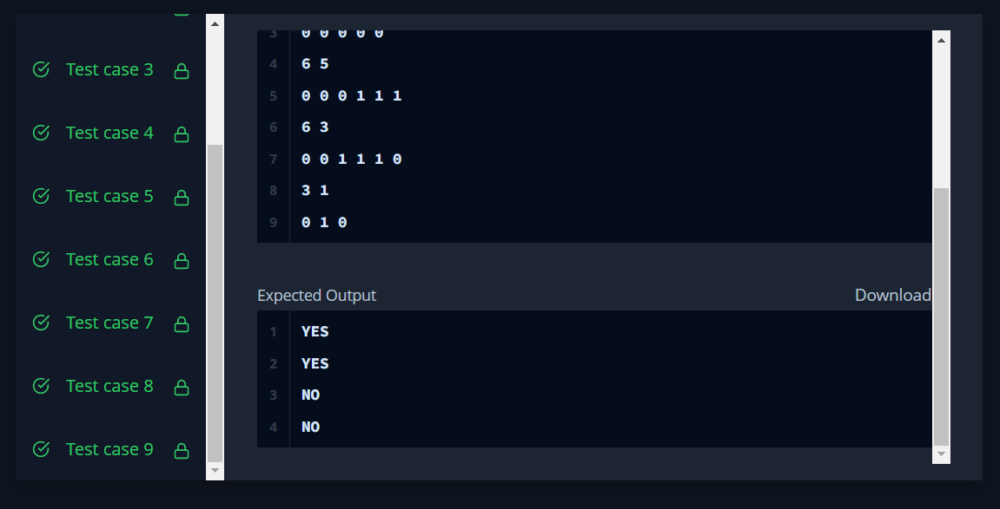 Test case 3
Test case 4
Test case 5
Test case 6
Test case 7
Test case 8
Test case 9
3 0 0 0 0 0
4 6 5
5 0 0 0 1 1 1
6 6 3
7 0 0 1 1 1 0
8 3 1
9 0 1 0
Expected Output
Download
1 YES
2 YES
3 NO
4 NO